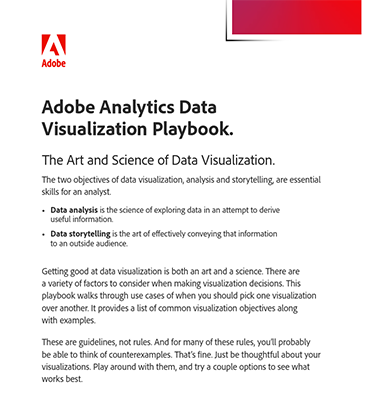 Adobe
Adobe Analytics Data
Visualization Playbook.
The Art and Science of Data Visualization.
The two objectives of data visualization, analysis and storytelling, are essential
skills for an analyst.
• Data analysis is the science of exploring data in an attempt to derive
useful information.
• Data storytelling is the art of effectively conveying that information
to an outside audience.
Getting good at data visualization is both an art and a science. There are
a variety of factors to consider when making visualization decisions. This
playbook walks through use cases of when you should pick one visualization
over another. It provides a list of common visualization objectives along
with examples.
These are guidelines, not rules. And for many of these rules, you’ll probably
be able to think of counterexamples. That’s fine. Just be thoughtful about your
visualizations. Play around with them, and try a couple options to see what
works best.